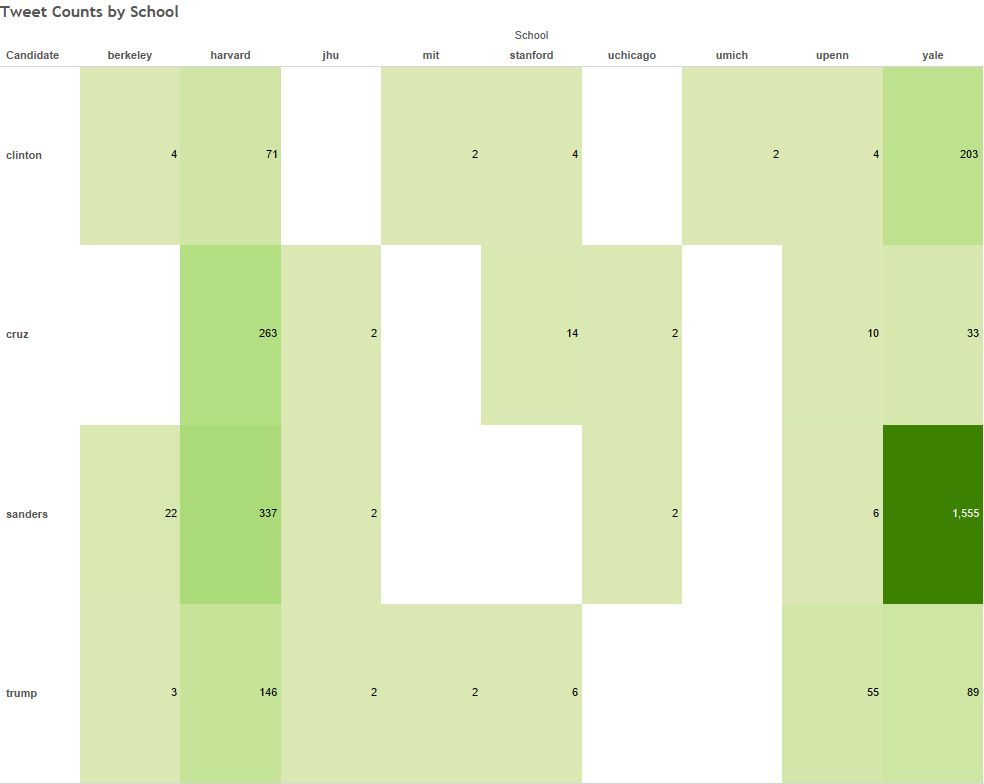 Tweet Counts by School
School
Candidate berkeley harvard jhu mit stanford uchicago umich upenn yale
clinton 4 71 2 4 2 4 203
cruz 263 2 14 2 10 33
sanders 22 337 2 2 6 1,555
trump 3 146 2 2 6 55 89